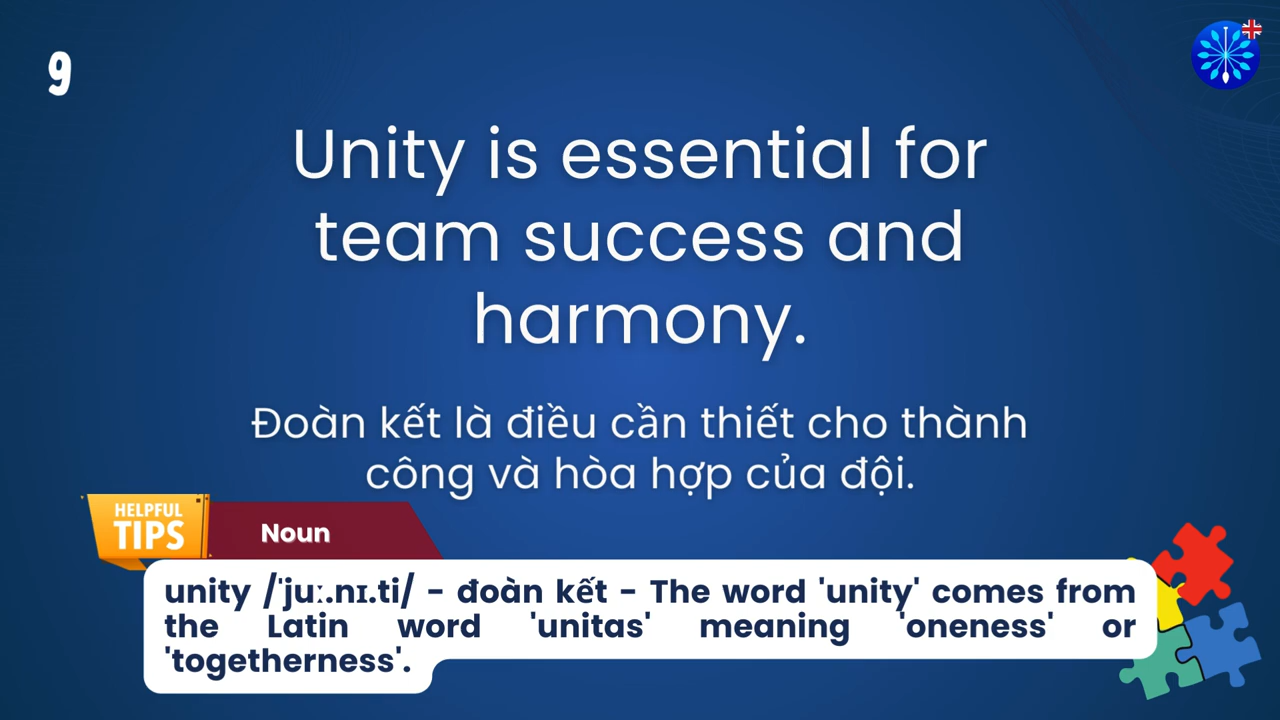 9
Unity is essential for
team success and
harmony.
Đoàn kết là điều cần thiết cho thành
công và hòa hợp của đội.
HELPFUL
TIPS
Noun
unity /ˈjuː.nɪ.ti/ - đoàn kết - The word 'unity' comes from
the Latin word 'unitas' meaning 'oneness' or
'togetherness'.